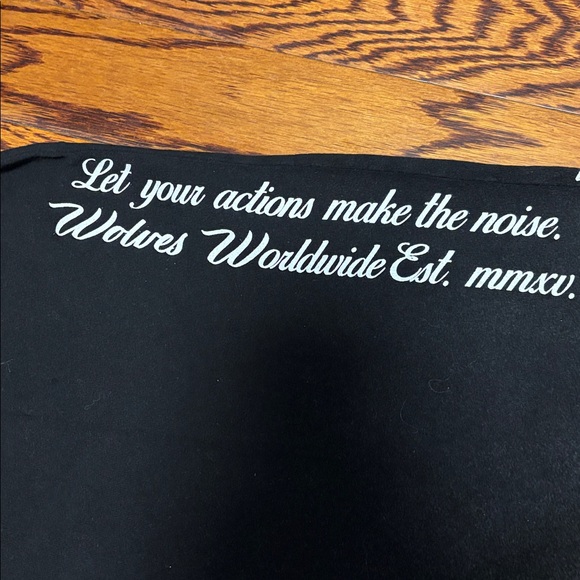 Let your actions make the noise.
Wolves Worldwide Est. mmxv.